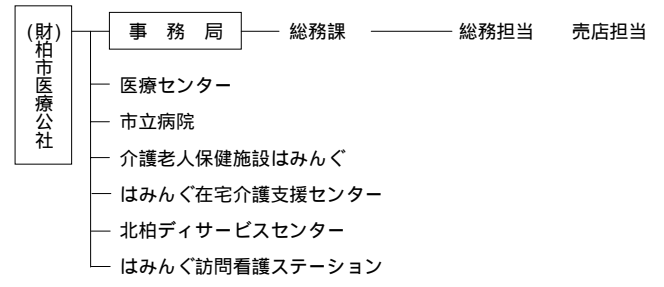 (財)柏市医療公社
事務局 総務課 総務担当 売店担当
医療センター
市立病院
介護老人保健施設はみんぐ
はみんぐ在宅介護支援センター
北柏ディサービスセンター
はみんぐ訪問看護ステーション